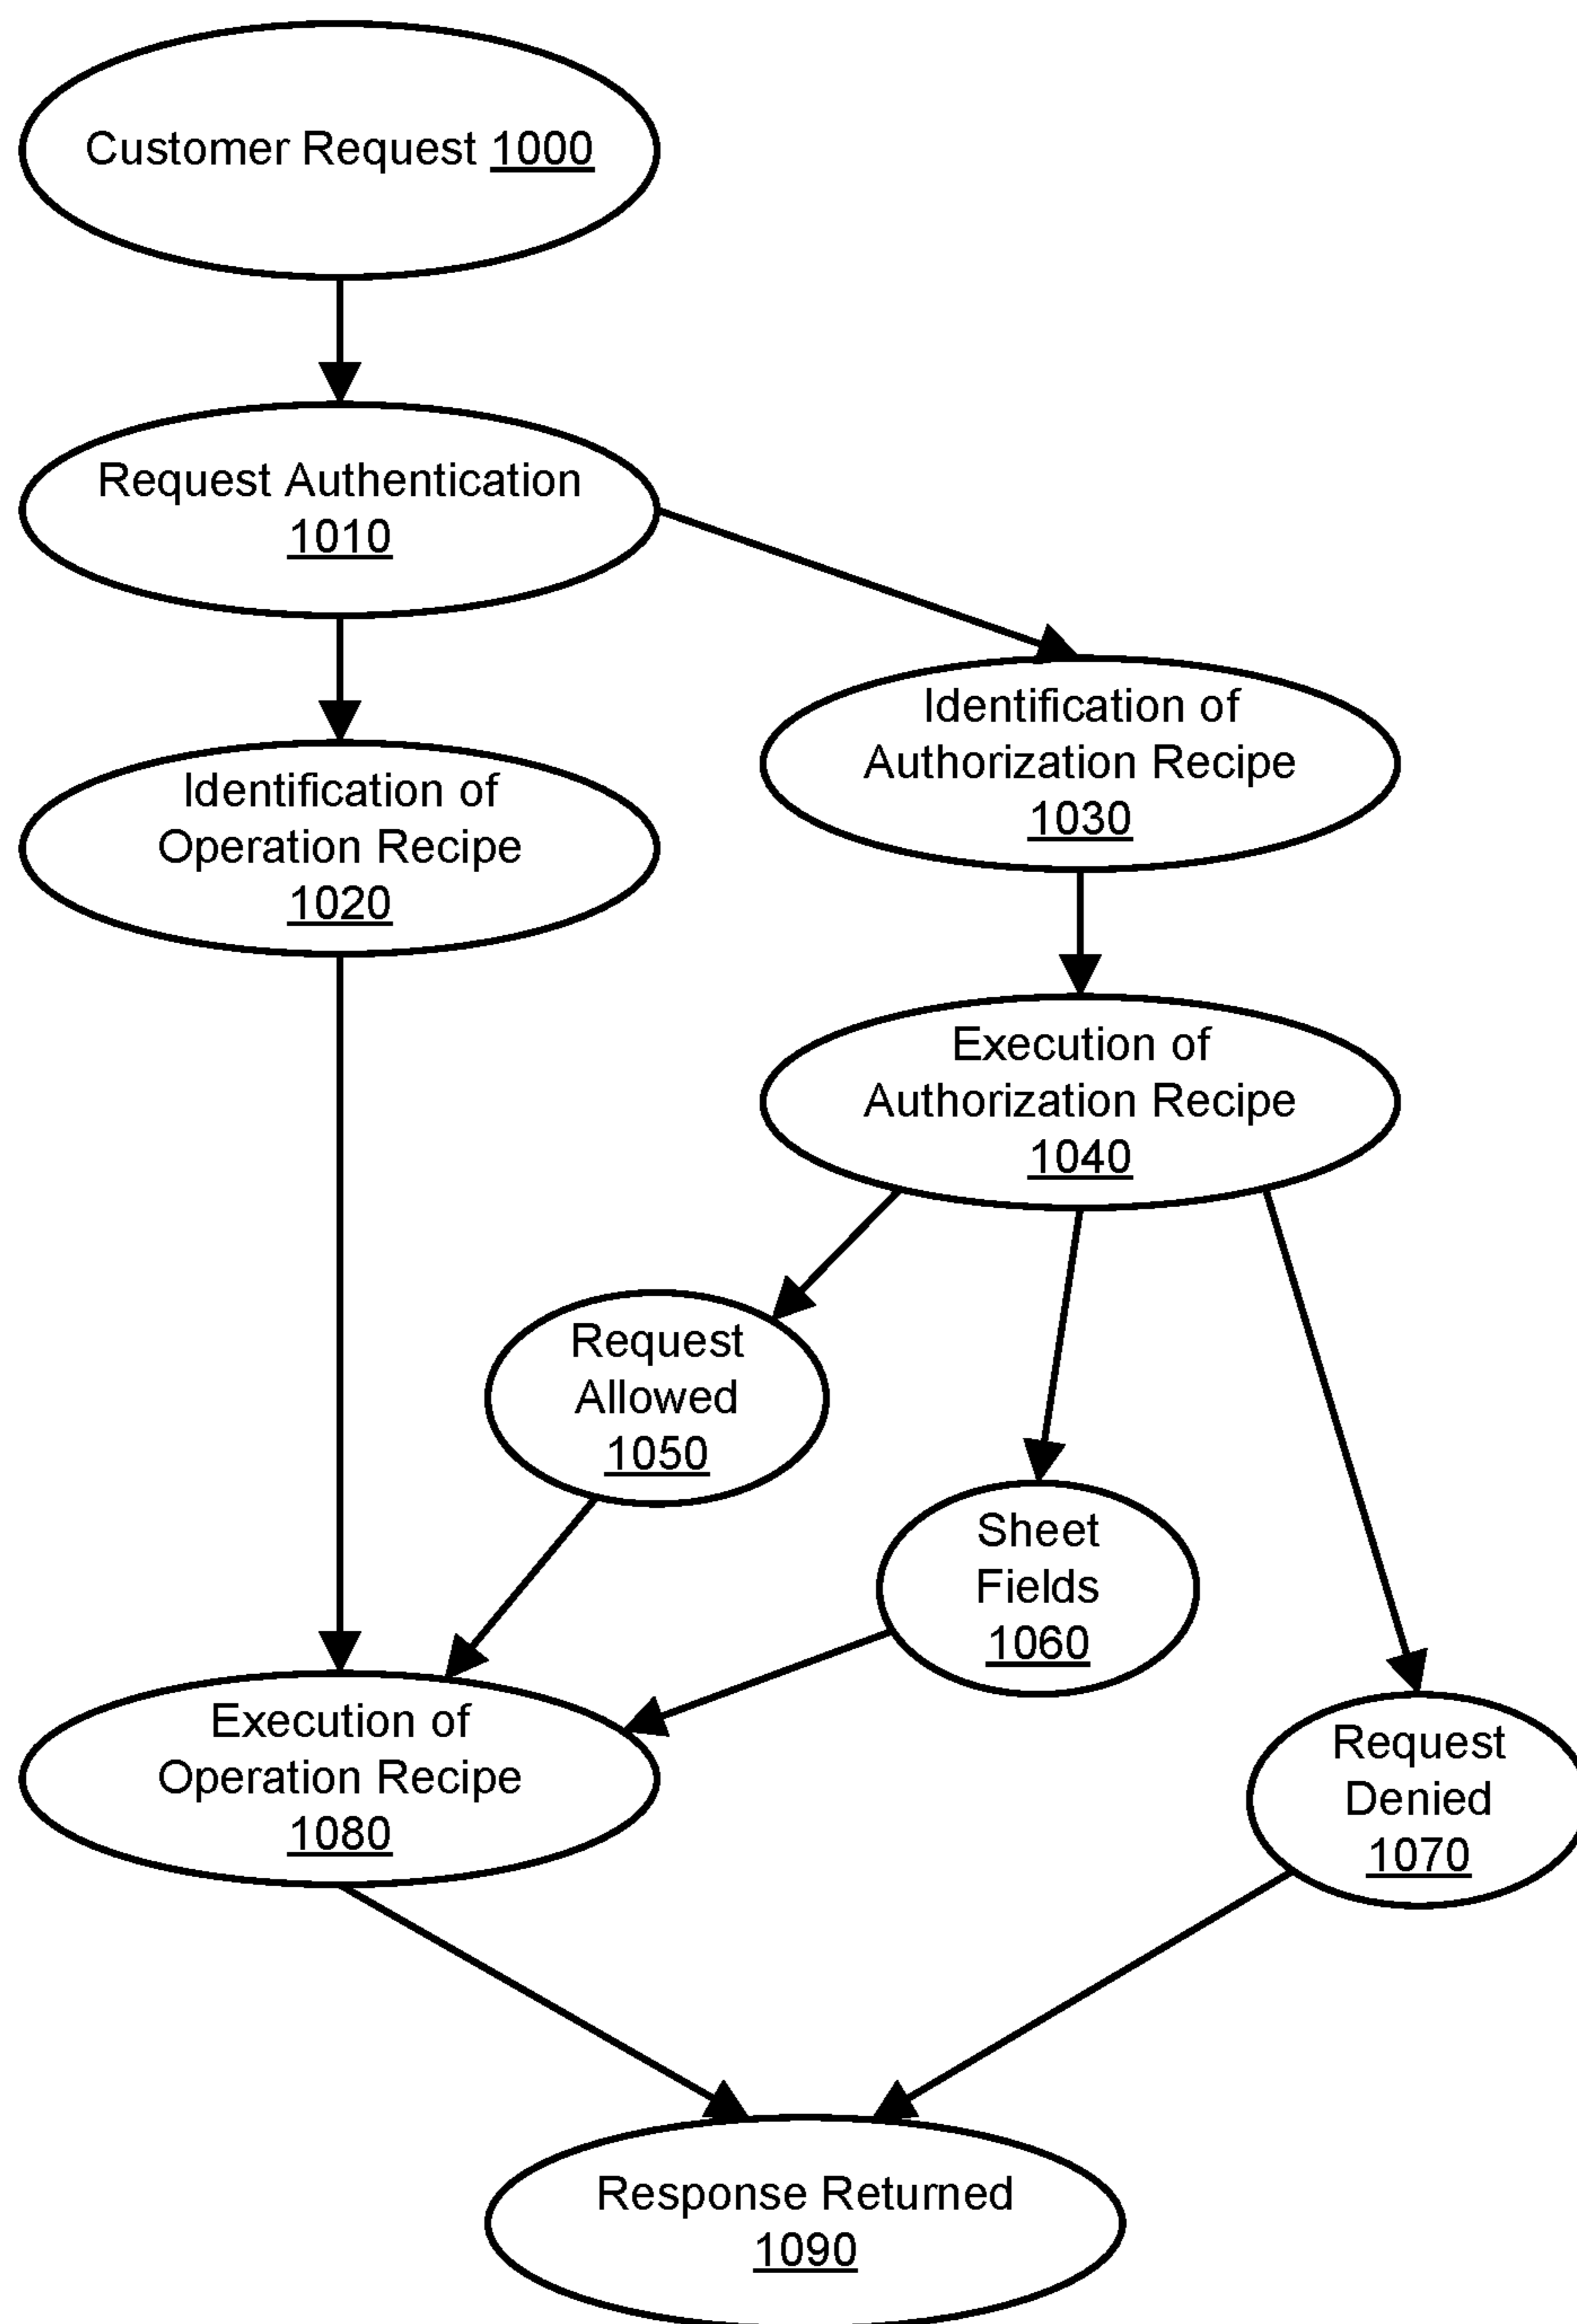 Customer Request 1000
Request Authentication
1010
Identification of
Authorization Recipe
1030
Identification of
Operation Recipe
1020
Execution of
Authorization Recipe
1040
Request
Allowed
1050
Sheet
Fields
1060
Execution of
Operation Recipe
1080
Request
Denied
1070
Response Returned
1090